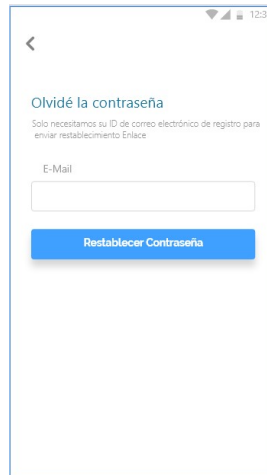 12:3
Olvidé la contraseña
Solo necesitamos su ID de correo electrónico de registro para
enviar restablecimiento Enlace
E-Mail
Restablecer Contraseña